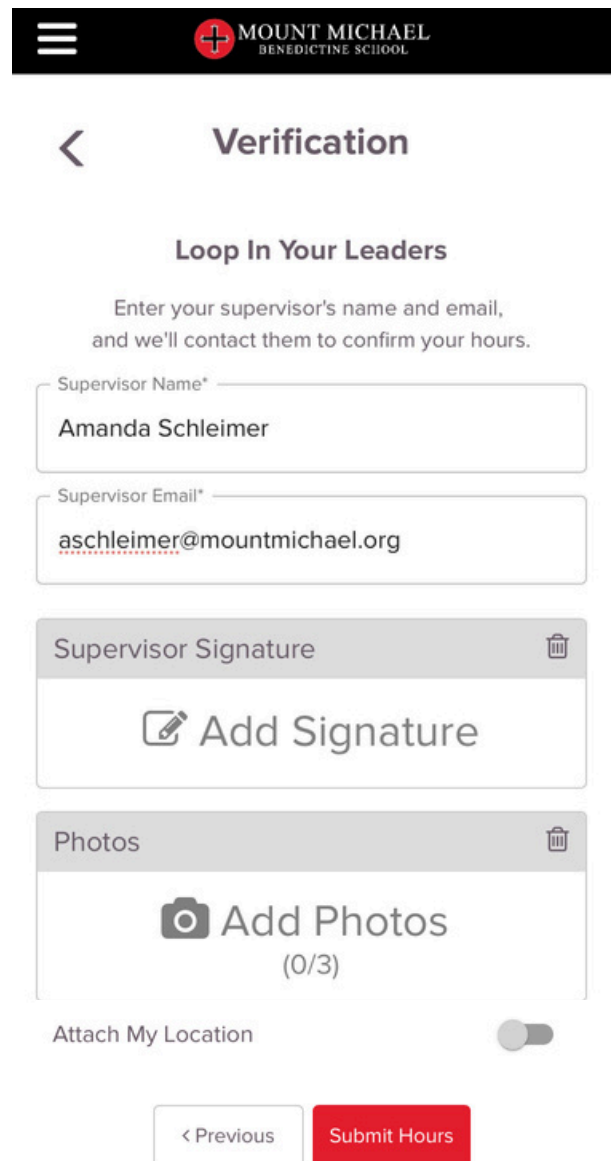 MOUNT MICHAEL
BENEDICTINE SCHOOL
Verification
Loop In Your Leaders
Enter your supervisor's name and email,
and we'll contact them to confirm your hours.
Supervisor Name*
Amanda Schleimer
Supervisor Email*
aschleimer@mountmichael.org
Supervisor Signature
Add Signature
Photos
Add Photos
(0/3)
Attach My Location
< Previous
Submit Hours